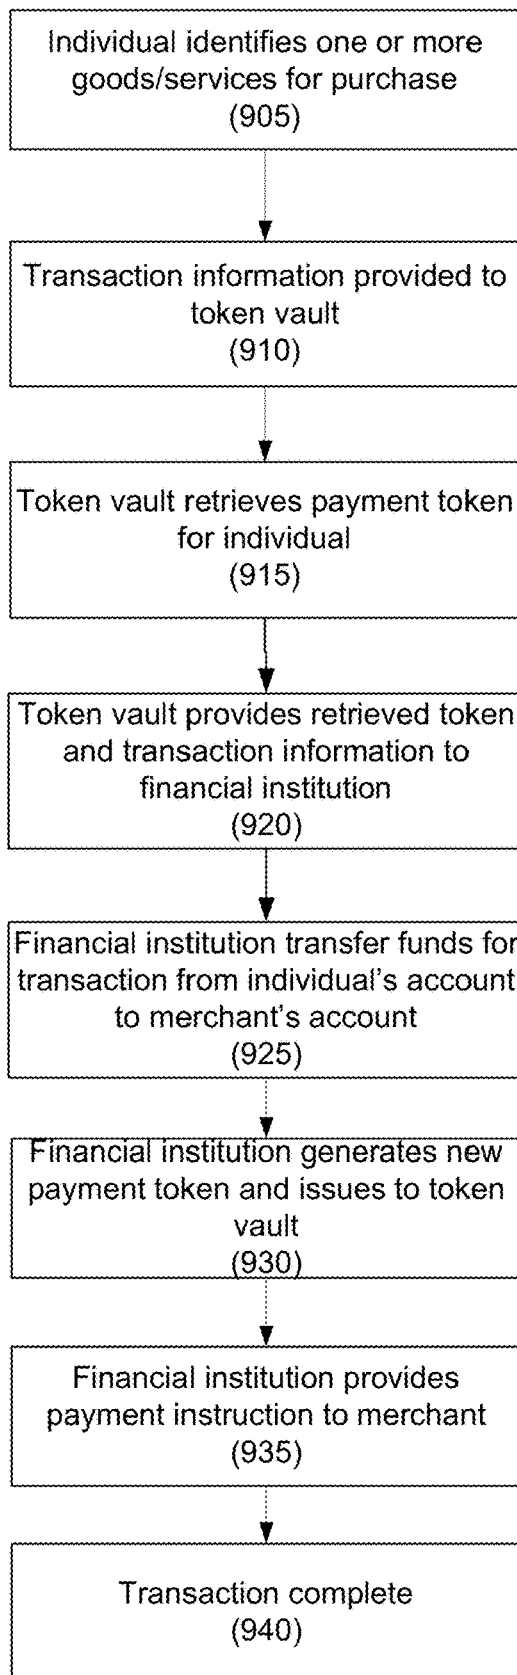 Individual identifies one or more
goods/services for purchase
(905)
Transaction information provided to
token vault
(910)
Token vault retrieves payment token
for individual
(915)
Token vault provides retrieved token
and transaction information to
financial institution
(920)
Financial institution transfer funds for
transaction from individual's account
to merchant's account
(925)
Financial institution generates new
payment token and issues to token
vault
(930)
Financial institution provides
payment instruction to merchant
(935)
Transaction complete
(940)